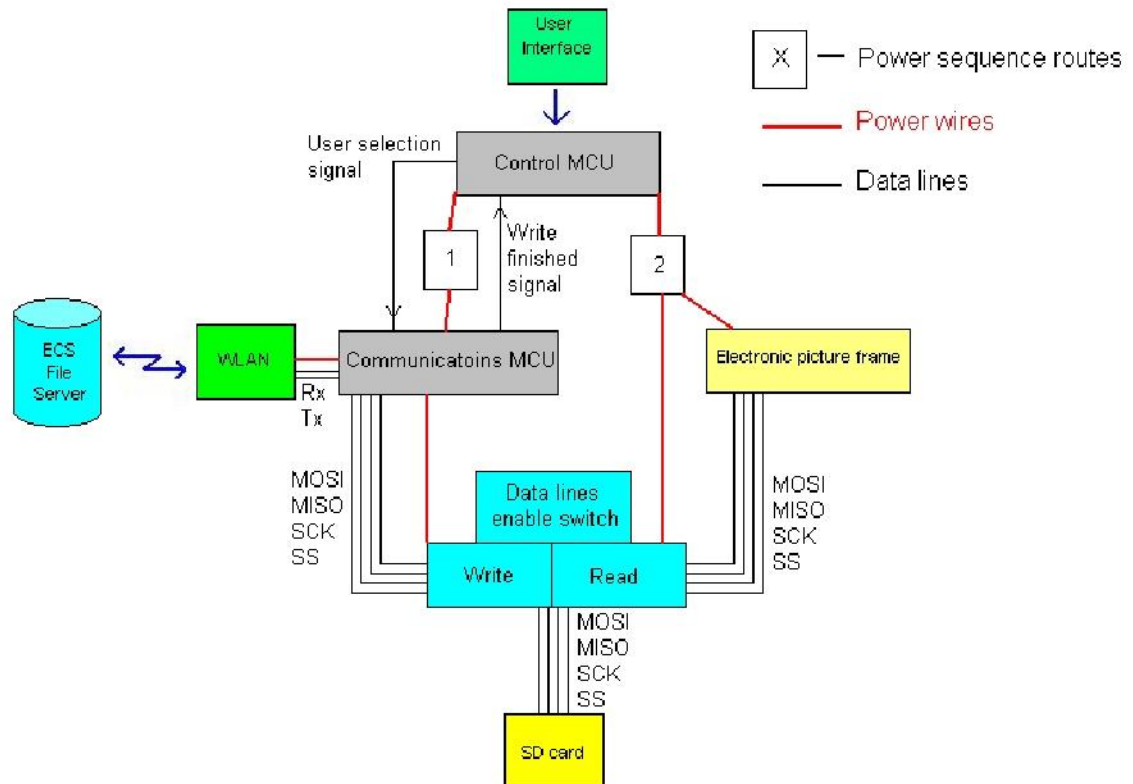 User
Interface
X
Power sequence routes
Power wires
Data lines
User selection
signal
Control MCU
1
Write
finished
signal
2
ECS
File
Server
WLAN
Communicatoins MCU
Electronic picture frame
Rx
Tx
MOSI
MISO
SCK
SS
Data lines
enable switch
Write
Read
MOSI
MISO
SCK
SS
MOSI
MISO
SCK
SS
SD card